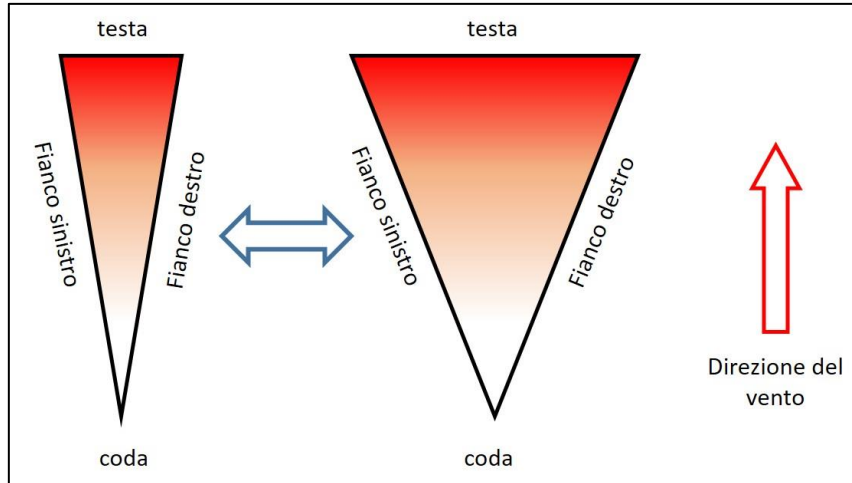 testa
testa
Fianco sinistro
Fianco destro
Fianco sinistro
Fianco destro
Direzione del
vento
coda
coda